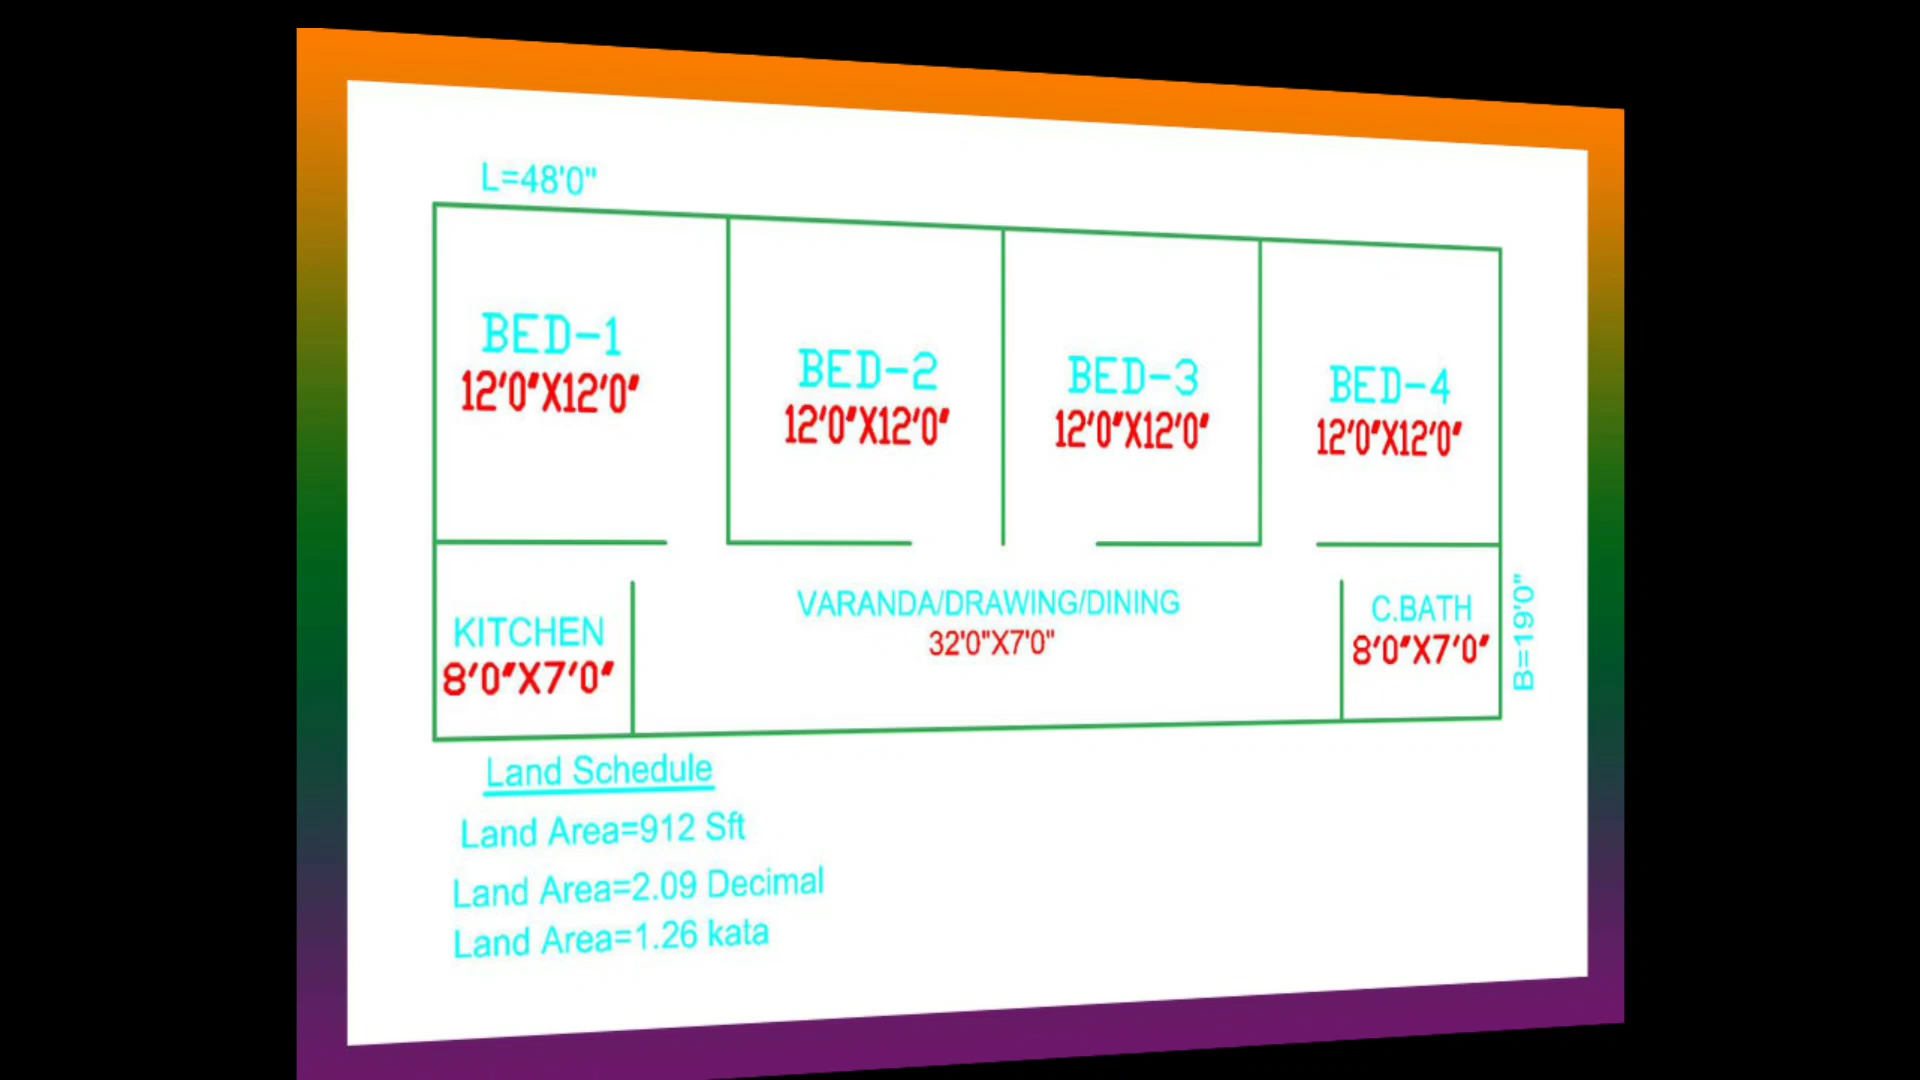 L=48'0"
BED-1
12'0"X12'0"
BED-2
12'0"X12'0"
BED-3
12'0"X12'0"
BED-4
12'0"X12'0"
KITCHEN
8'0"X7'0"
VARANDA/DRAWING/DINING
32'0"X7'0"
C.BATH
8'0"X7'0"
B=19'0"
Land Schedule
Land Area=912 Sft
Land Area=2.09 Decimal
Land Area=1.26 kata